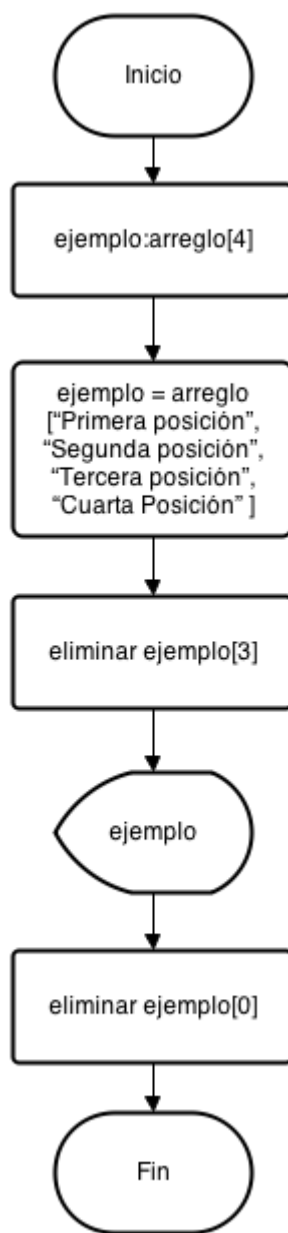 Inicio
ejemplo:arreglo[4]
ejemplo = arreglo
[“Primera posición”,
“Segunda posición”,
“Tercera posición”,
“Cuarta Posición” ]
eliminar ejemplo[3]
ejemplo
eliminar ejemplo[0]
Fin